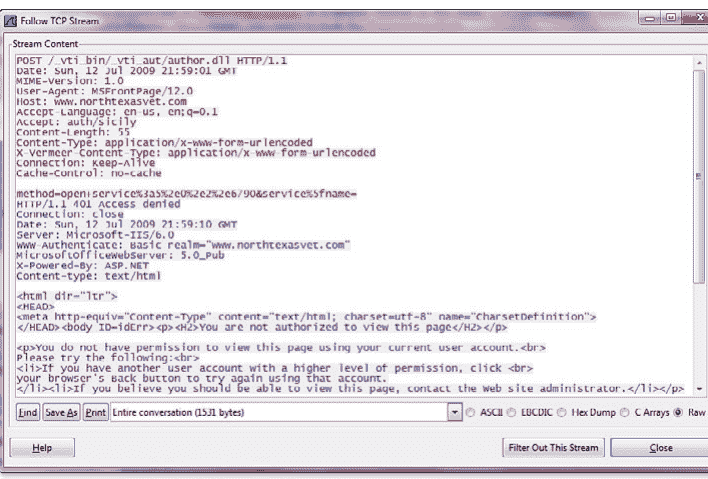 Follow TCP Stream
Stream Content
POST /_vti_bin/_vti_aut/author.dll HTTP/1.1
Date: Sun, 12 Jul 2009 21:59:01 GMT
MIME-Version: 1.0
User-Agent: MSFrontPage/12.0
Host: www.northtexasvet.com
Accept-Language: en-us, en;q=0.1
Accept: auth/sicily
Content-Length: 55
Content-Type: application/x-www-form-urlencoded
X-Vermeer-Content-Type: application/x-www-form-urlencoded
Connection: Keep-Alive
Cache-Control: no-cache
method=open+service%3a5%2e0%2e2%2e6790&service%5fname=
HTTP/1.1 401 Access denied
Connection: close
Date: Sun, 12 Jul 2009 21:59:10 GMT
Server: Microsoft-IIS/6.0
WWW-Authenticate: Basic realm="www.northtexasvet.com"
MicrosoftOfficeWebServer: 5.0_Pub
X-Powered-By: ASP.NET
Content-type: text/html
<html dir="ltr">
<HEAD>
<meta http-equiv="Content-Type" content="text/html; charset=utf-8" name="CharsetDefinition">
</HEAD><body ID=idErr><p><H2>You are not authorized to view this page</H2></p>
<p>You do not have permission to view this page using your current user account.<br>
Please try the following:<br>
<li>If you have another user account with a higher level of permission, click <br>
your browser's Back button to try again using that account.
</li><li>If you believe you should be able to view this page, contact the Web site administrator.</li></p>
Find Save As Print Entire conversation (1531 bytes) ASCII EBCDIC Hex Dump C Arrays Raw
Help Filter Out This Stream Close